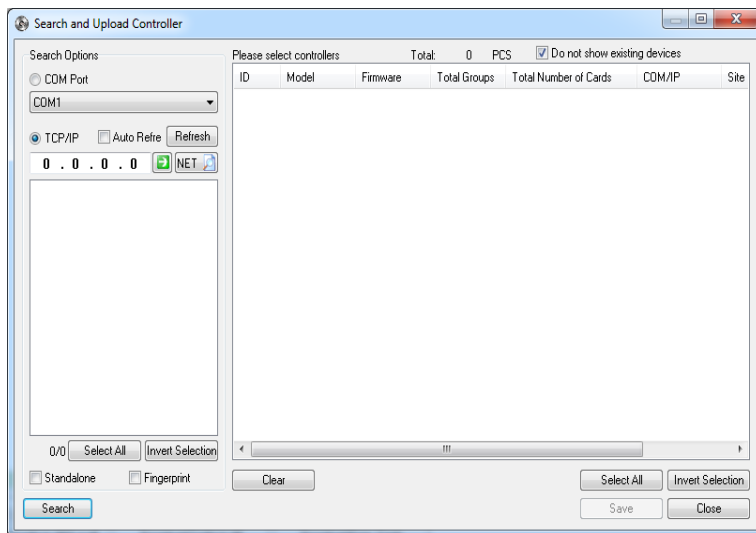 Search and Upload Controller
Search Options
COM Port
COM1
TCP/IP Auto Refre Refresh
0 . 0 . 0 . 0 NET
0/0 Select All Invert Selection
Standalone Fingerprint
Search
Please select controllers Total: 0 PCS Do not show existing devices
ID Model Firmware Total Groups Total Number of Cards COM/IP Site
Clear Select All Invert Selection
Save Close